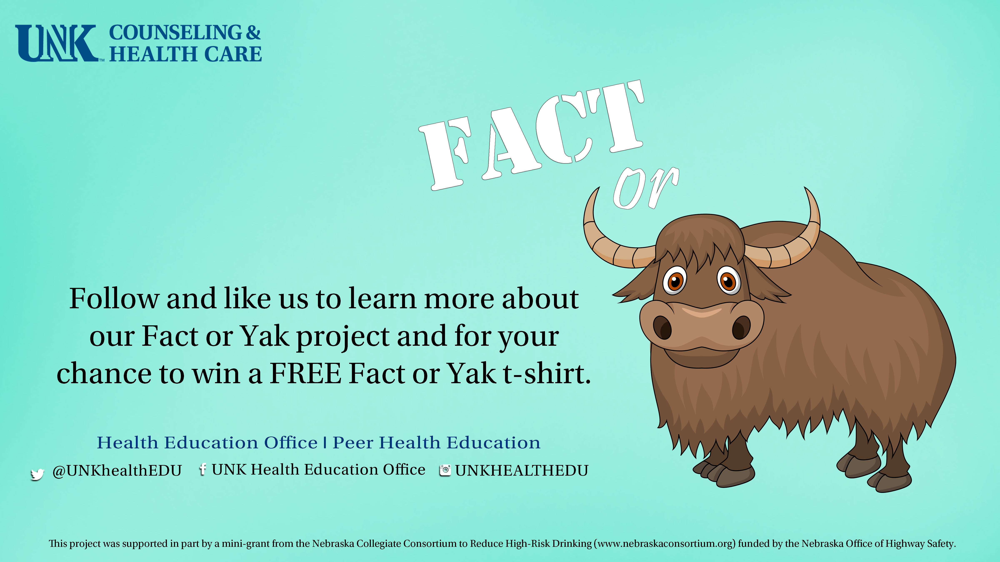 UNK™ COUNSELING &
HEALTH CARE
FACT
or
Follow and like us to learn more about
our Fact or Yak project and for your
chance to win a FREE Fact or Yak t-shirt.
Health Education Office | Peer Health Education
@UNKhealthEDU UNK Health Education Office UNKHEALTHEDU
This project was supported in part by a mini-grant from the Nebraska Collegiate Consortium to Reduce High-Risk Drinking (www.nebraskaconsortium.org) funded by the Nebraska Office of Highway Safety.